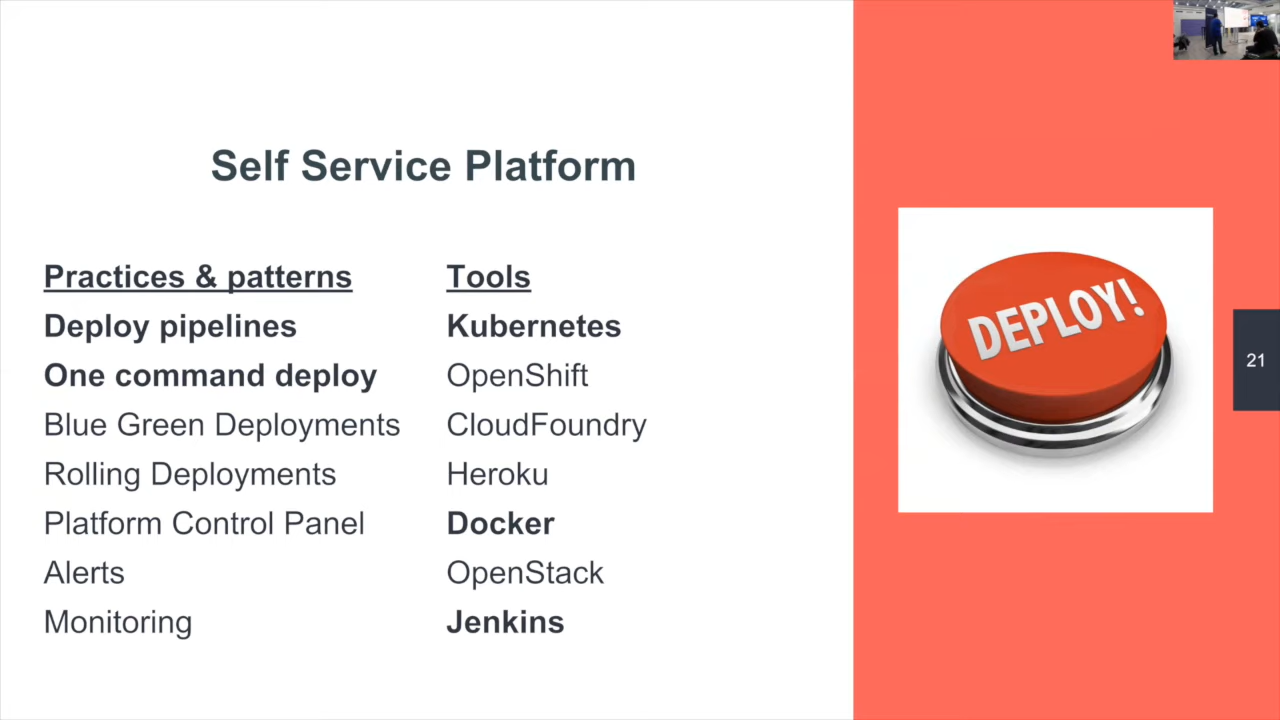 Self Service Platform
Practices & patterns
Deploy pipelines
One command deploy
Blue Green Deployments
Rolling Deployments
Platform Control Panel
Alerts
Monitoring
Tools
Kubernetes
OpenShift
CloudFoundry
Heroku
Docker
OpenStack
Jenkins
DEPLOY!
21